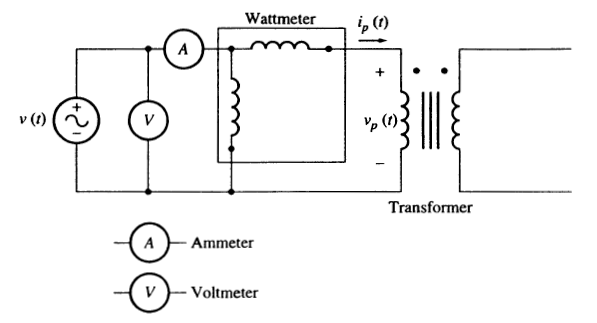 Wattmeter
i_p (t)
A
+
v (t)
+
−
V
v_p (t)
−
Transformer
A
Ammeter
V
Voltmeter